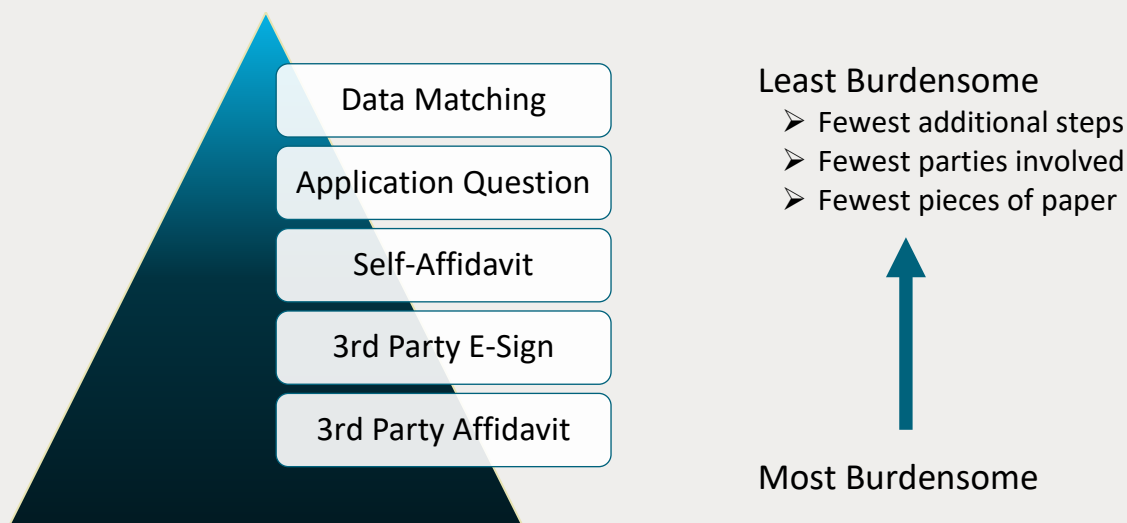 Data Matching
Application Question
Self-Affidavit
3rd Party E-Sign
3rd Party Affidavit
Least Burdensome
➢ Fewest additional steps
➢ Fewest parties involved
➢ Fewest pieces of paper
Most Burdensome